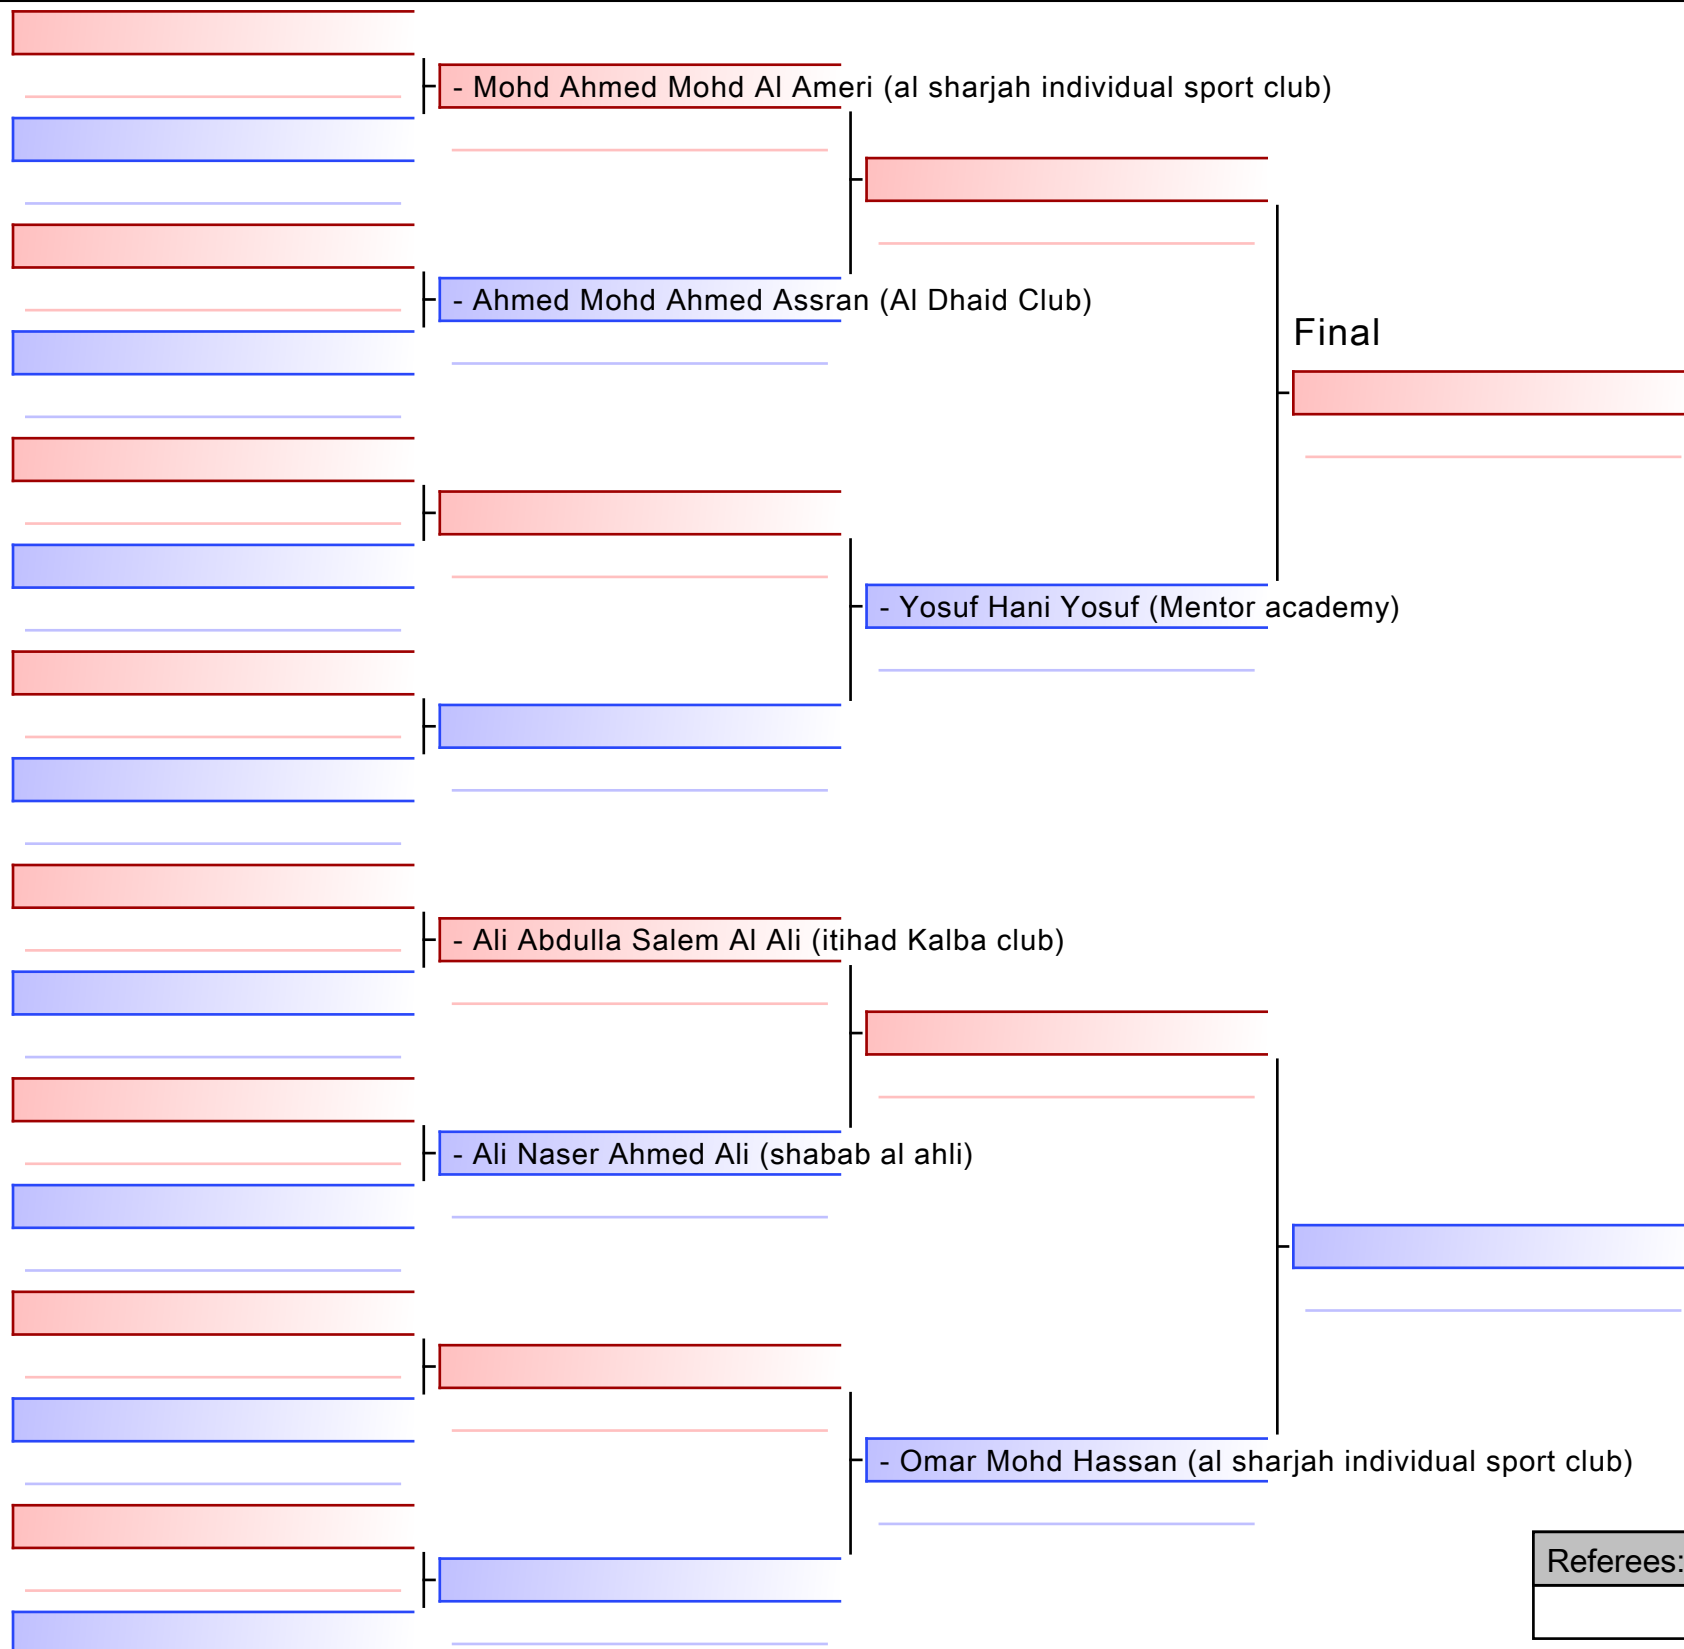 - Mohd Ahmed Mohd Al Ameri (al sharjah individual sport club)
- Ahmed Mohd Ahmed Assran (Al Dhaid Club)
Final
- Yosuf Hani Yosuf (Mentor academy)
- Ali Abdulla Salem Al Ali (itihad Kalba club)
- Ali Naser Ahmed Ali (shabab al ahli)
- Omar Mohd Hassan (al sharjah individual sport club)
Referees: